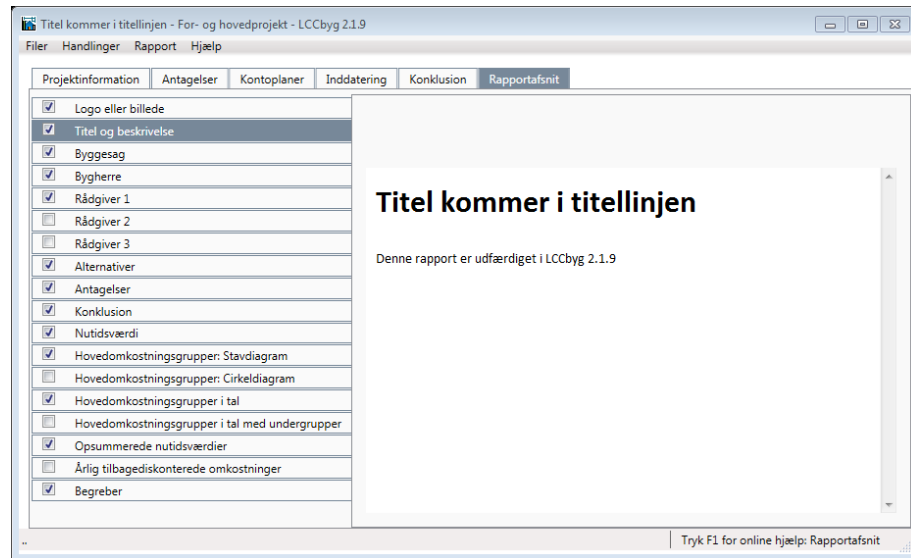 Titel kommer i titellinjen - For- og hovedprojekt - LCCbyg 2.1.9
Filer Handlinger Rapport Hjælp
Projektinformation Antagelser Kontoplaner Inddatering Konklusion Rapportafsnit
Logo eller billede
Titel og beskrivelse
Byggesag
Bygherre
Rådgiver 1
Rådgiver 2
Rådgiver 3
Alternativer
Antagelser
Konklusion
Nutidsværdi
Hovedomkostningsgrupper: Stavdiagram
Hovedomkostningsgrupper: Cirkeldiagram
Hovedomkostningsgrupper i tal
Hovedomkostningsgrupper i tal med undergrupper
Opsummerede nutidsværdier
Årlig tilbagediskonterede omkostninger
Begreber
Titel kommer i titellinjen
Denne rapport er udfærdiget i LCCbyg 2.1.9
.. Tryk F1 for online hjælp: Rapportafsnit